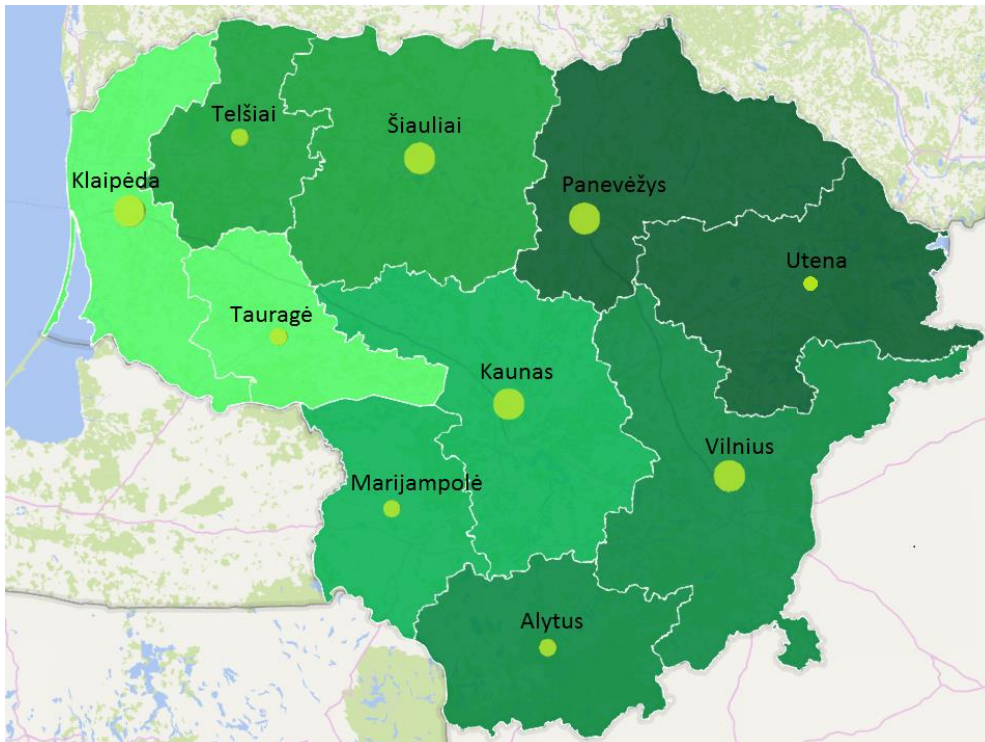 Telšiai
Šiauliai
Klaipėda
Panevėžys
Utena
Tauragė
Kaunas
Vilnius
Marijampolė
Alytus